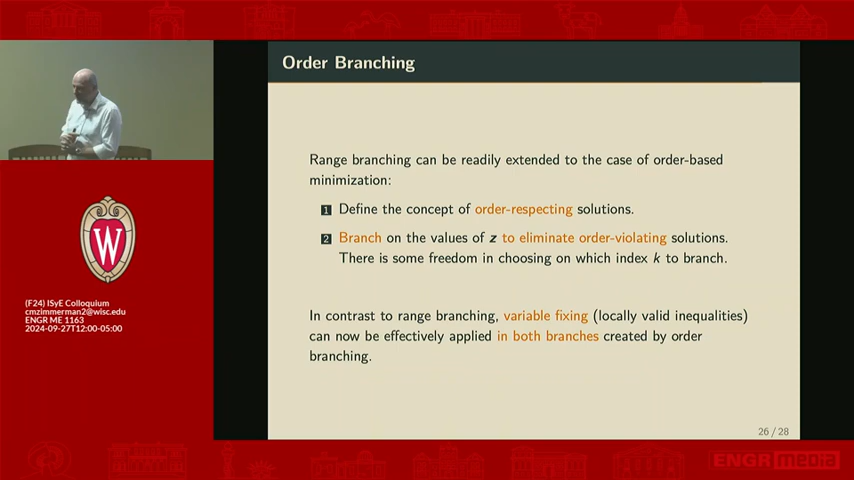 Order Branching
Range branching can be readily extended to the case of order-based
minimization:
1 Define the concept of order-respecting solutions.
2 Branch on the values of z to eliminate order-violating solutions.
There is some freedom in choosing on which index k to branch.
In contrast to range branching, variable fixing (locally valid inequalities)
can now be effectively applied in both branches created by order
branching.
26 / 28
W
(F24) ISyE Colloquium
cmzimmerman2@wisc.edu
ENGR ME 1163
2024-09-27T12:00-05:00
ENGR media